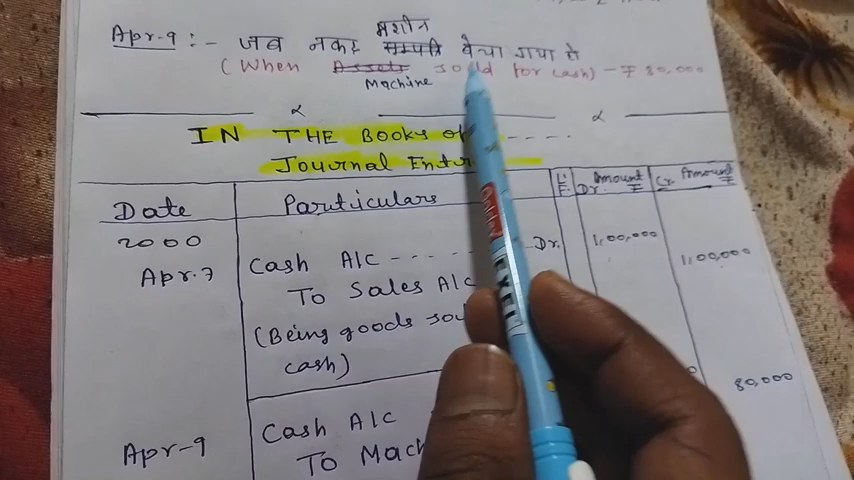 Apr-9 :- जब नकद मशीन सम्पत्ति बेचा गया हो
(When Assets sold for cash) - ₹ 80,000
Machine
IN THE Books of - - - - .
Journal Entr
Date Particulars L.F. Amount Dr. ₹ Amount Cr. ₹
2000
Apr.7 Cash A/c - - - - - Dr. 1,00,000
To Sales A/c 1,00,000
(Being goods sol
cash)
Apr-9 Cash A/c 80,000
To Mach